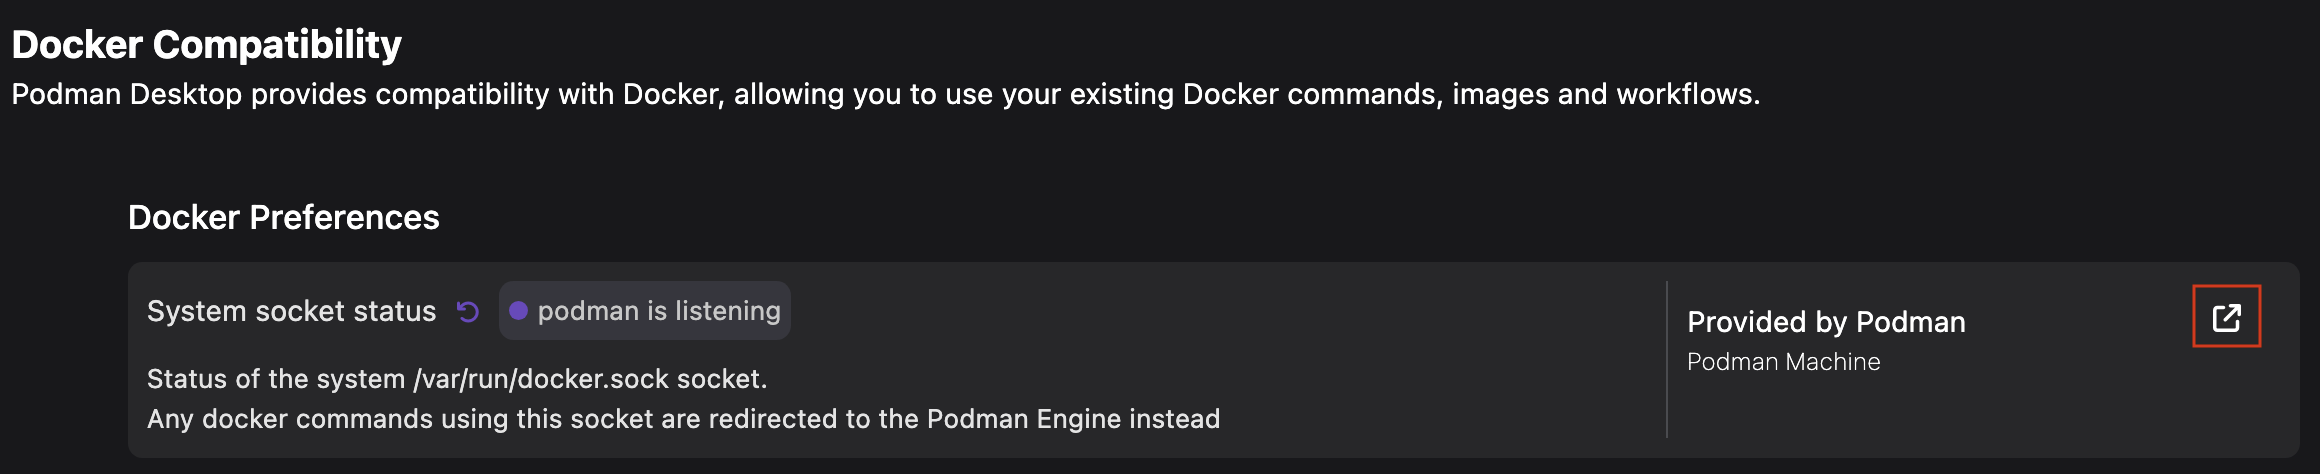 Docker Compatibility
Podman Desktop provides compatibility with Docker, allowing you to use your existing Docker commands, images and workflows.
Docker Preferences
System socket status podman is listening
Status of the system /var/run/docker.sock socket.
Any docker commands using this socket are redirected to the Podman Engine instead
Provided by Podman
Podman Machine